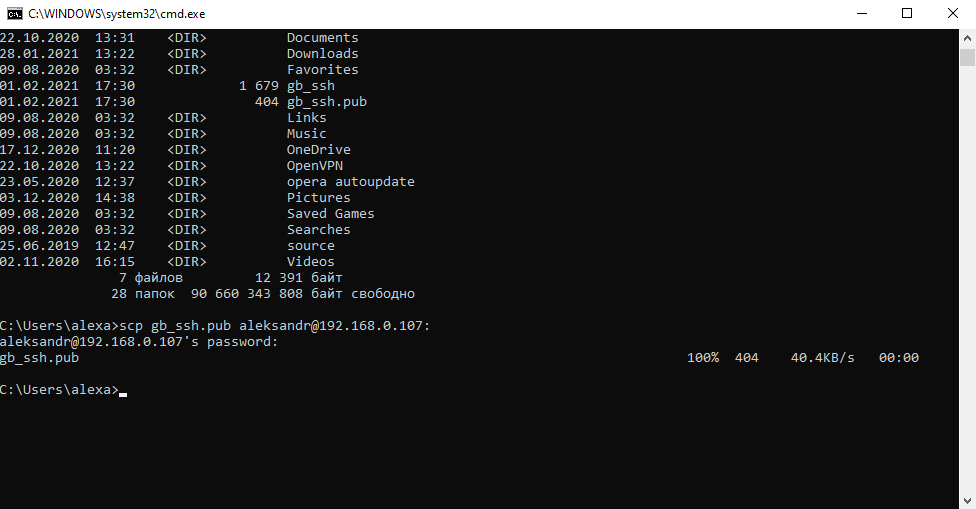 C:\WINDOWS\system32\cmd.exe
22.10.2020  13:31    <DIR>          Documents
28.01.2021  13:22    <DIR>          Downloads
09.08.2020  03:32    <DIR>          Favorites
01.02.2021  17:30             1 679 gb_ssh
01.02.2021  17:30               404 gb_ssh.pub
09.08.2020  03:32    <DIR>          Links
09.08.2020  03:32    <DIR>          Music
17.12.2020  11:20    <DIR>          OneDrive
22.10.2020  13:22    <DIR>          OpenVPN
23.05.2020  12:37    <DIR>          opera autoupdate
03.12.2020  14:38    <DIR>          Pictures
09.08.2020  03:32    <DIR>          Saved Games
09.08.2020  03:32    <DIR>          Searches
25.06.2019  12:47    <DIR>          source
02.11.2020  16:15    <DIR>          Videos
               7 файлов         12 391 байт
              28 папок  90 660 343 808 байт свободно
C:\Users\alexa>scp gb_ssh.pub aleksandr@192.168.0.107:
aleksandr@192.168.0.107's password:
gb_ssh.pub                                                                            100%  404    40.4KB/s   00:00
C:\Users\alexa>